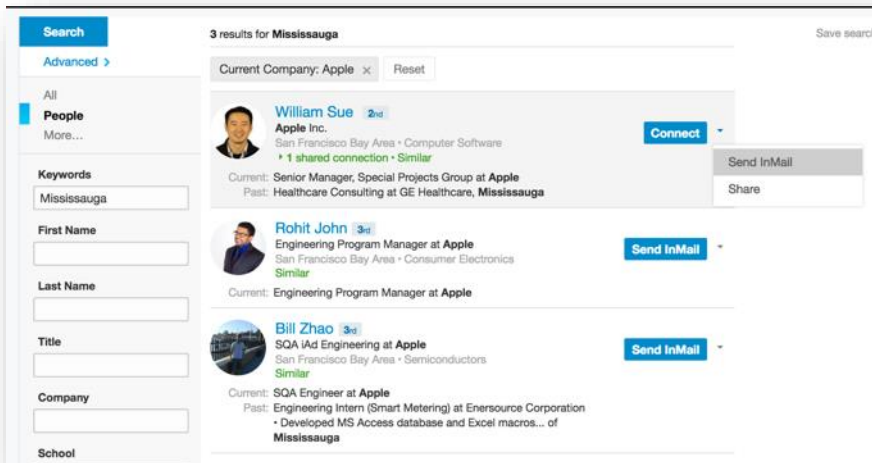 Search
Advanced >
All
People
More...
Keywords
Mississauga
First Name
Last Name
Title
Company
School
3 results for Mississauga
Save search
Current Company: Apple ×
Reset
William Sue 2nd
Apple Inc.
San Francisco Bay Area • Computer Software
1 shared connection • Similar
Current: Senior Manager, Special Projects Group at Apple
Past: Healthcare Consulting at GE Healthcare, Mississauga
Connect
Send InMail
Share
Rohit John 3rd
Engineering Program Manager at Apple
San Francisco Bay Area • Consumer Electronics
Similar
Current: Engineering Program Manager at Apple
Send InMail
Bill Zhao 3rd
SQA iAd Engineering at Apple
San Francisco Bay Area • Semiconductors
Similar
Current: SQA Engineer at Apple
Past: Engineering Intern (Smart Metering) at Enersource Corporation
• Developed MS Access database and Excel macros... of
Mississauga
Send InMail